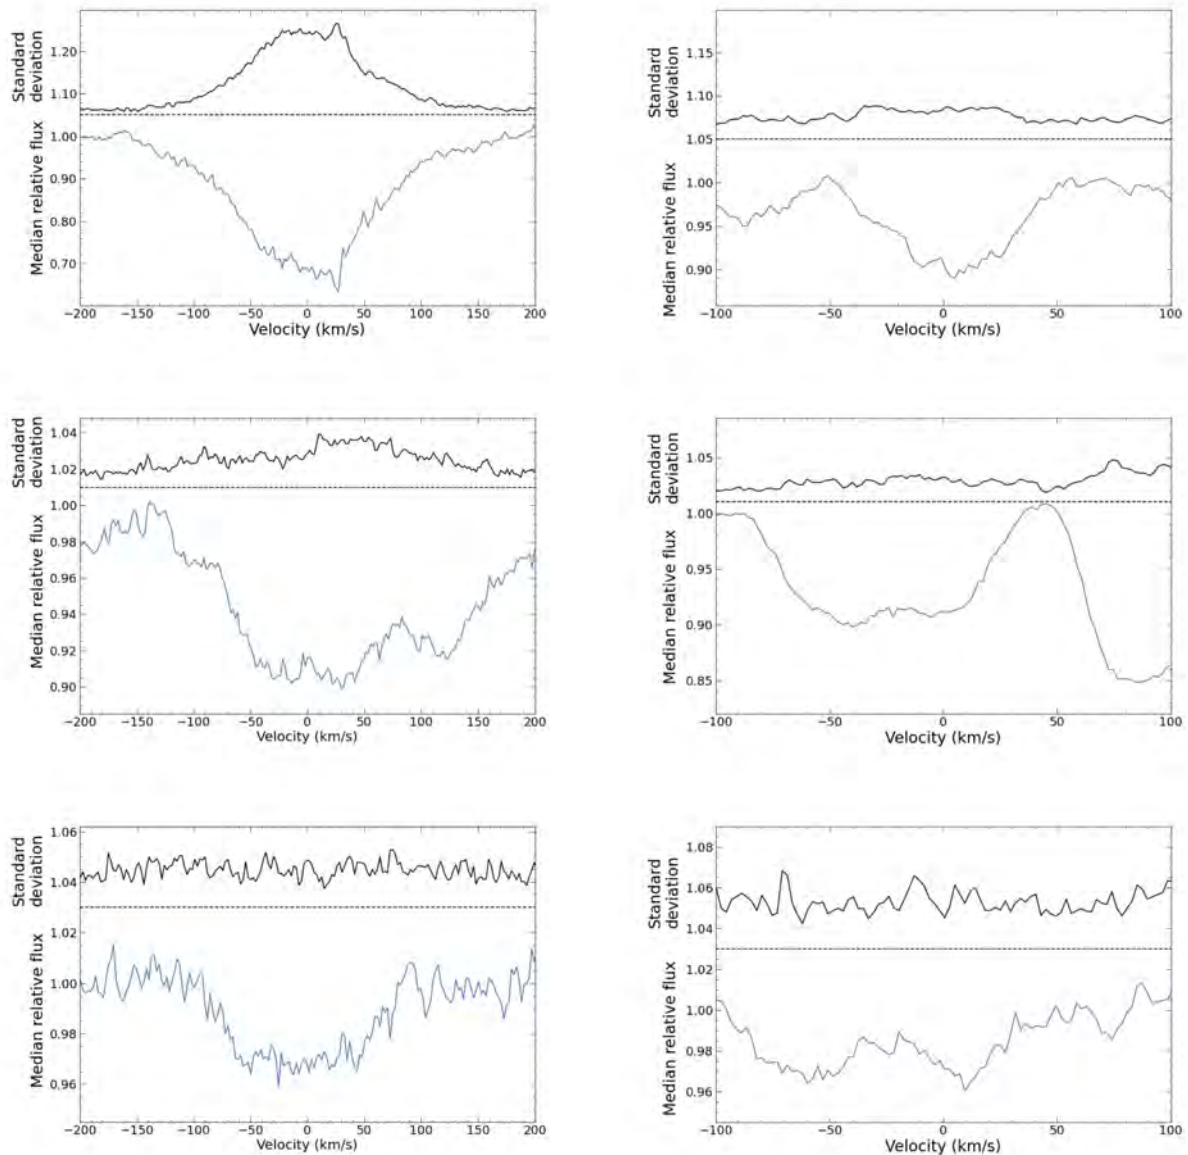 Standard deviation
1.20
1.10
Median relative flux
1.00
0.90
0.80
0.70
−200 −150 −100 −50 0 50 100 150 200
Velocity (km/s)
Standard deviation
1.15
1.10
1.05
Median relative flux
1.00
0.95
0.90
−100 −50 0 50 100
Velocity (km/s)
Standard deviation
1.04
1.02
Median relative flux
1.00
0.98
0.96
0.94
0.92
0.90
−200 −150 −100 −50 0 50 100 150 200
Velocity (km/s)
Standard deviation
1.05
Median relative flux
1.00
0.95
0.90
0.85
−100 −50 0 50 100
Velocity (km/s)
Standard deviation
1.06
1.04
Median relative flux
1.02
1.00
0.98
0.96
−200 −150 −100 −50 0 50 100 150 200
Velocity (km/s)
Standard deviation
1.08
1.06
1.04
Median relative flux
1.02
1.00
0.98
0.96
−100 −50 0 50 100
Velocity (km/s)